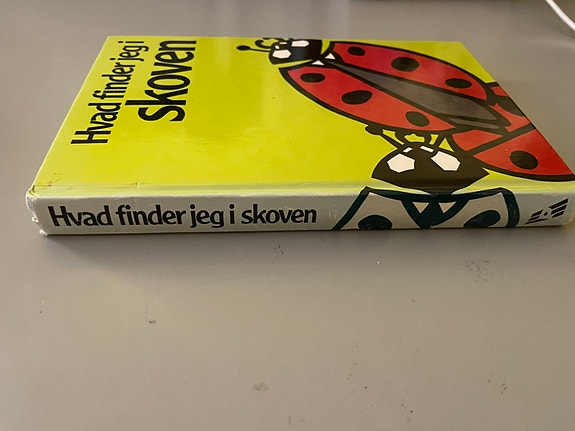 Hvad finder jeg i
skoven
Hvad finder jeg i skoven